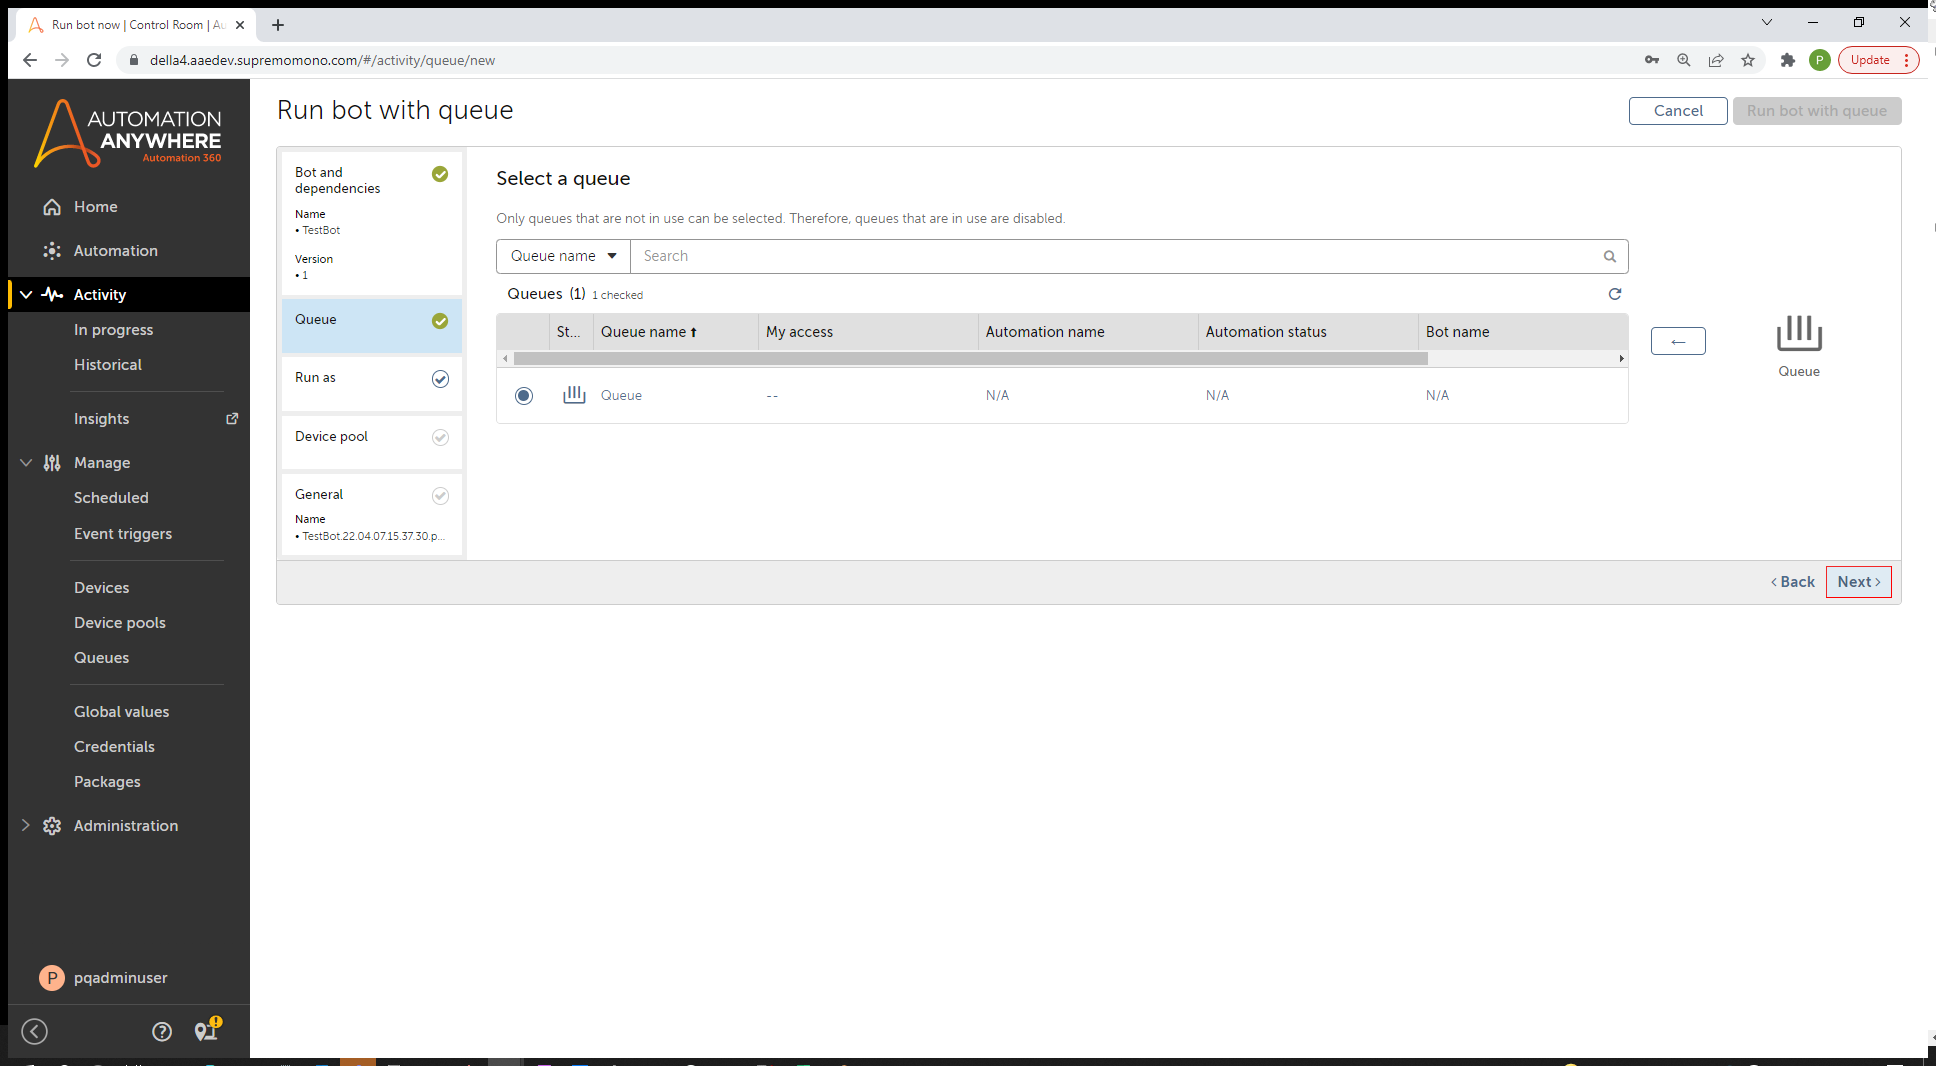 Run bot now | Control Room | Au
della4.aaedev.supremomono.com/#/activity/queue/new
P
Update
AUTOMATION
ANYWHERE
Automation 360
Home
Automation
Activity
In progress
Historical
Insights
Manage
Scheduled
Event triggers
Devices
Device pools
Queues
Global values
Credentials
Packages
Administration
P pqadminuser
Run bot with queue
Cancel
Run bot with queue
Bot and
dependencies
Name
• TestBot
Version
• 1
Queue
Run as
Device pool
General
Name
• TestBot.22.04.07.15.37.30.p...
Select a queue
Only queues that are not in use can be selected. Therefore, queues that are in use are disabled.
Queue name Search
Queues (1) 1 checked
St... Queue name My access Automation name Automation status Bot name
Queue -- N/A N/A N/A
←
Queue
‹ Back Next ›